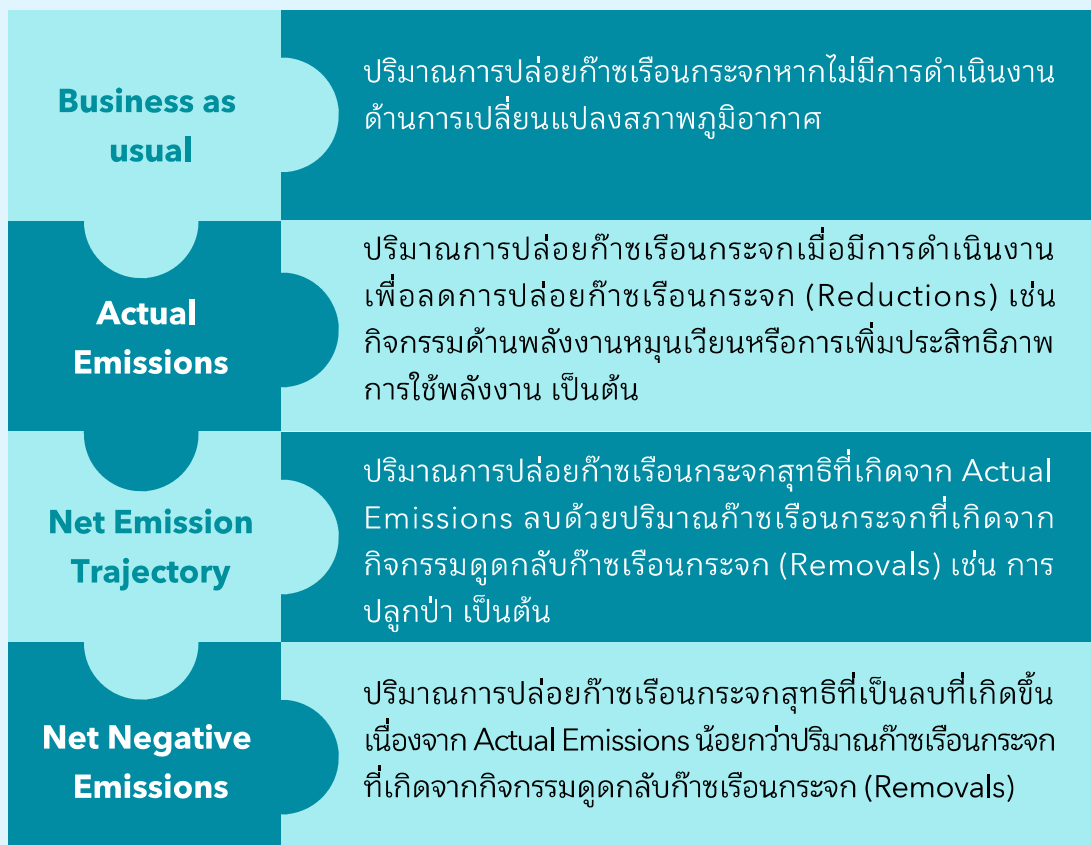 Business as
usual
ปริมาณการปล่อยก๊าซเรือนกระจกหากไม่มีการดำเนินงาน
ด้านการเปลี่ยนแปลงสภาพภูมิอากาศ
Actual
Emissions
ปริมาณการปล่อยก๊าซเรือนกระจกเมื่อมีการดำเนินงาน
เพื่อลดการปล่อยก๊าซเรือนกระจก (Reductions) เช่น
กิจกรรมด้านพลังงานหมุนเวียนหรือการเพิ่มประสิทธิภาพ
การใช้พลังงาน เป็นต้น
Net Emission
Trajectory
ปริมาณการปล่อยก๊าซเรือนกระจกสุทธิที่เกิดจาก Actual
Emissions ลบด้วยปริมาณก๊าซเรือนกระจกที่เกิดจาก
กิจกรรมดูดกลับก๊าซเรือนกระจก (Removals) เช่น การ
ปลูกป่า เป็นต้น
Net Negative
Emissions
ปริมาณการปล่อยก๊าซเรือนกระจกสุทธิที่เป็นลบที่เกิดขึ้น
เนื่องจาก Actual Emissions น้อยกว่าปริมาณก๊าซเรือนกระจก
ที่เกิดจากกิจกรรมดูดกลับก๊าซเรือนกระจก (Removals)